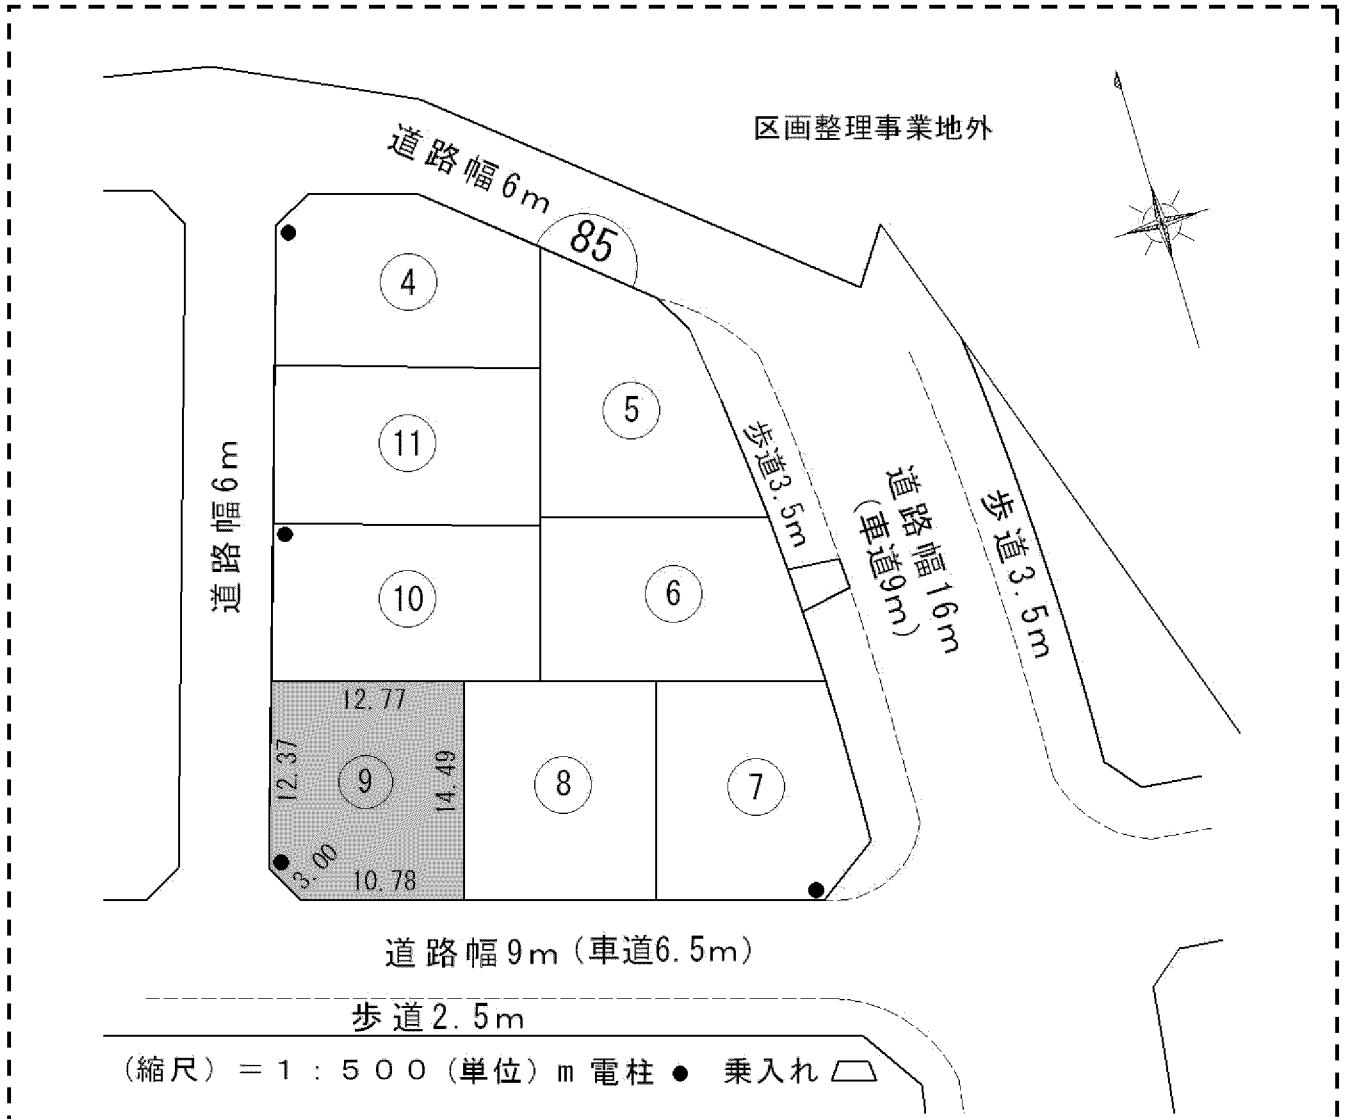 区画整理事業地外
道路幅6m
85
4
5
11
歩道3.5m
道路幅16m
(車道9m)
歩道3.5m
道路幅6m
10
6
12.77
12.37
9
14.49
3.00
10.78
8
7
道路幅9m(車道6.5m)
歩道2.5m
(縮尺)=1:500(単位)m 電柱● 乗入れ